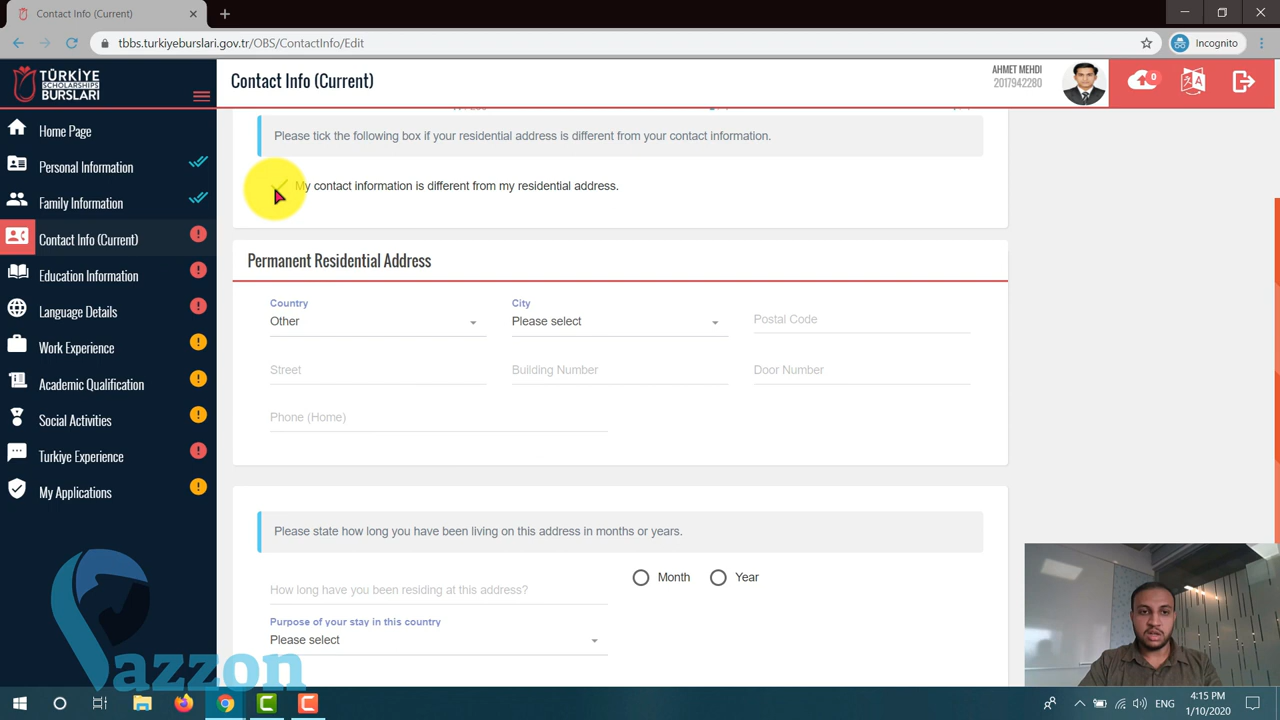 Contact Info (Current)
tbbs.turkiyeburslari.gov.tr/OBS/ContactInfo/Edit
Incognito
TÜRKİYE
SCHOLARSHIPS
BURSLARI
Contact Info (Current)
AHMET MEHDI
2017942280
0
Home Page
Personal Information
Family Information
Contact Info (Current)
Education Information
Language Details
Work Experience
Academic Qualification
Social Activities
Turkiye Experience
My Applications
Please tick the following box if your residential address is different from your contact information.
My contact information is different from my residential address.
Permanent Residential Address
Country
City
Other
Please select
Postal Code
Street
Building Number
Door Number
Phone (Home)
Please state how long you have been living on this address in months or years.
How long have you been residing at this address?
Month
Year
Purpose of your stay in this country
Please select
azzon
ENG
4:15 PM
1/10/2020